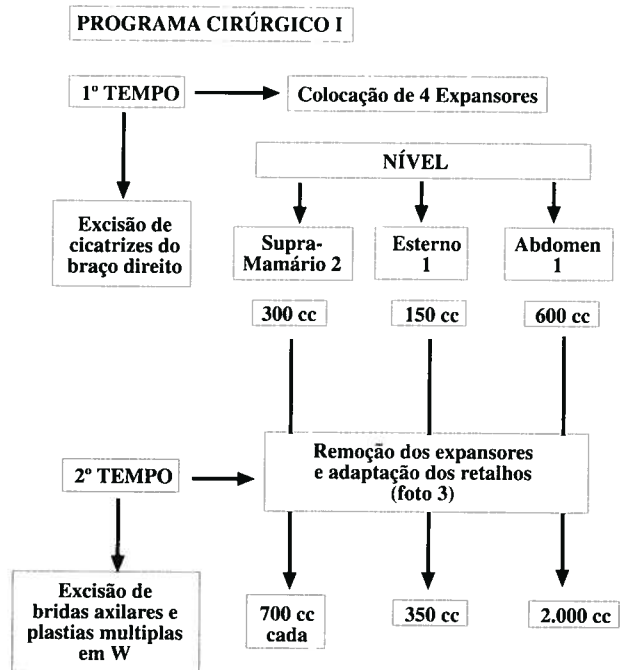 PROGRAMA CIRÚRGICO I
1º TEMPO
Colocação de 4 Expansores
NÍVEL
Excisão de
cicatrizes do
braço direito
Supra-
Mamário 2
Esterno
1
Abdomen
1
300 cc
150 cc
600 cc
Remoção dos expansores
e adaptação dos retalhos
(foto 3)
2º TEMPO
Excisão de
bridas axilares e
plastias multiplas
em W
700 cc
cada
350 cc
2.000 cc